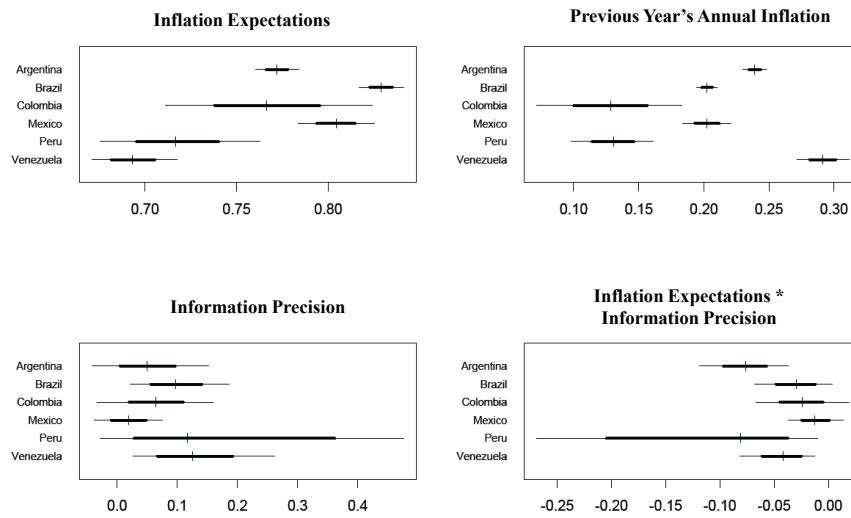 Inflation Expectations
Argentina
Brazil
Colombia
Mexico
Peru
Venezuela
0.70 0.75 0.80
Previous Year's Annual Inflation
Argentina
Brazil
Colombia
Mexico
Peru
Venezuela
0.10 0.15 0.20 0.25 0.30
Information Precision
Argentina
Brazil
Colombia
Mexico
Peru
Venezuela
0.0 0.1 0.2 0.3 0.4
Inflation Expectations *
Information Precision
Argentina
Brazil
Colombia
Mexico
Peru
Venezuela
-0.25 -0.20 -0.15 -0.10 -0.05 0.00